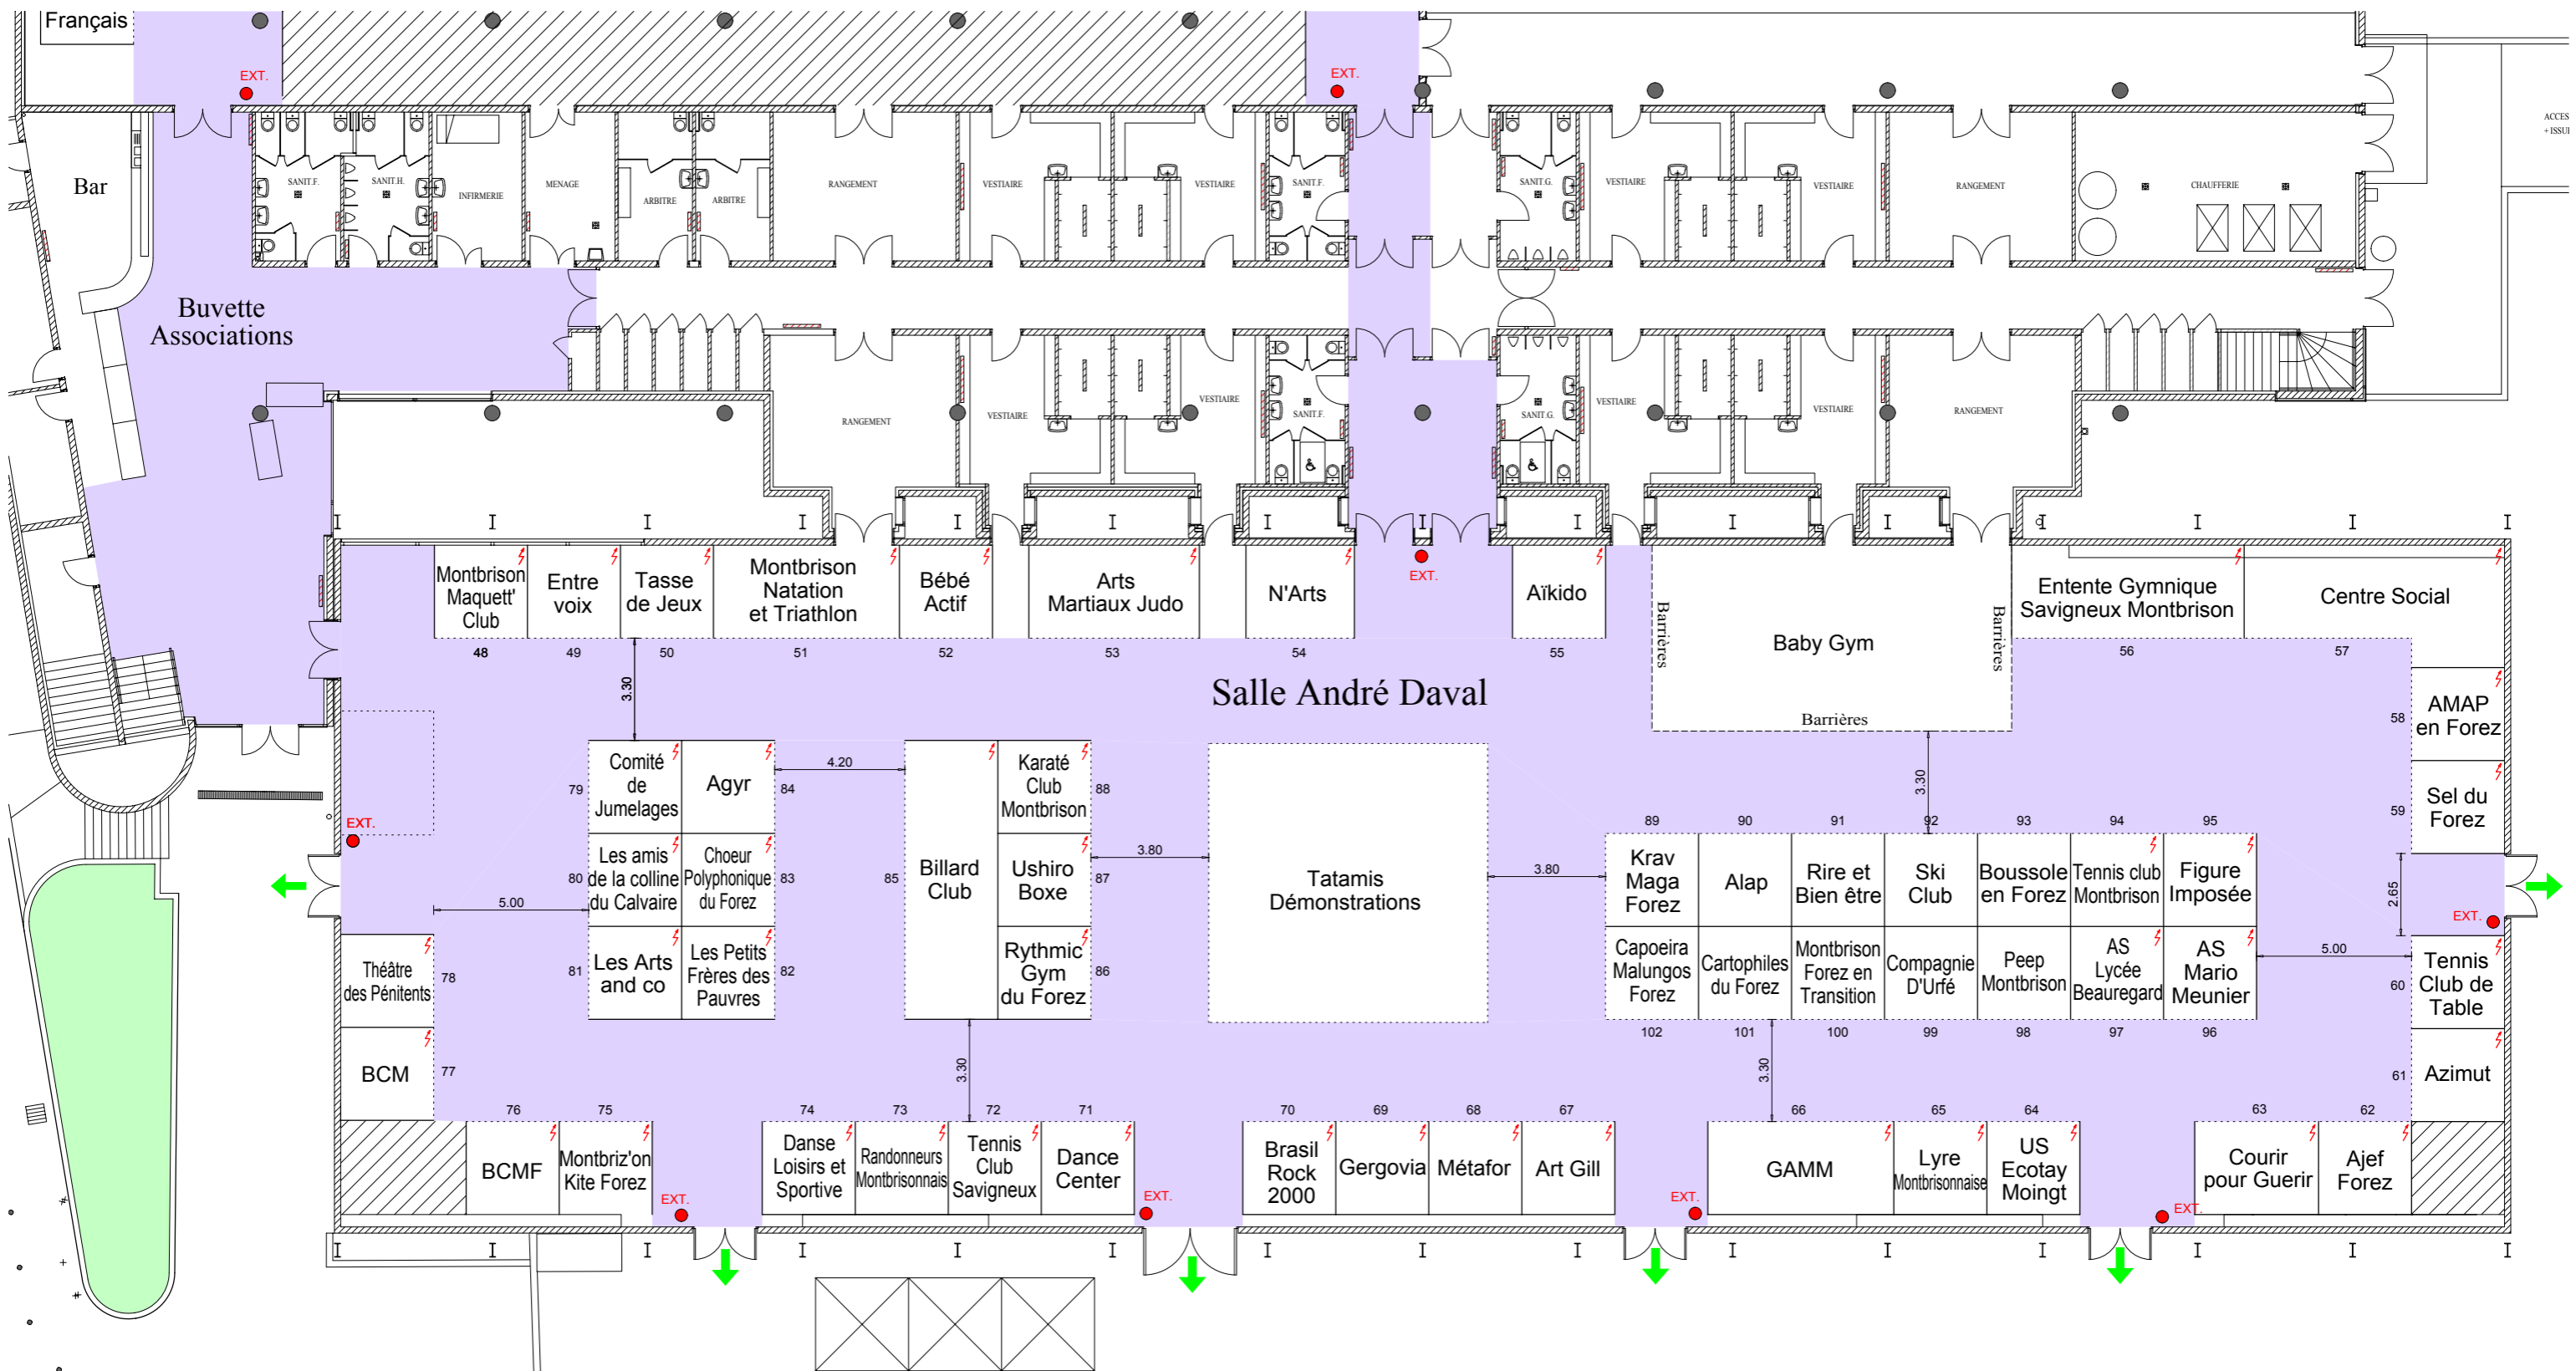 Français
EXT.
EXT.
ACCES
+ ISSU
Bar
SANIT.F.
SANIT.H.
INFIRMERIE
MENAGE
ARBITRE
ARBITRE
RANGEMENT
VESTIAIRE
VESTIAIRE
SANIT.F.
SANIT.G.
VESTIAIRE
VESTIAIRE
RANGEMENT
CHAUFFERIE
Buvette
Associations
RANGEMENT
VESTIAIRE
VESTIAIRE
SANIT.F.
SANIT.G.
VESTIAIRE
VESTIAIRE
RANGEMENT
Montbrison
Maquett'
Club
Entre
voix
Tasse
de Jeux
Montbrison
Natation
et Triathlon
Bébé
Actif
Arts
Martiaux Judo
N'Arts
EXT.
Aïkido
Barrières
Baby Gym
Barrières
Barrières
Entente Gymnique
Savigneux Montbrison
Centre Social
48
49
50
51
52
53
54
55
56
57
3.30
Salle André Daval
58
AMAP
en Forez
59
Sel du
Forez
79
Comité
de
Jumelages
Agyr
84
4.20
Karaté
Club
Montbrison
88
3.30
EXT.
80
Les amis
de la colline
du Calvaire
Choeur
Polyphonique
du Forez
83
85
Billard
Club
Ushiro
Boxe
87
3.80
Tatamis
Démonstrations
3.80
89
90
91
92
93
94
95
Krav
Maga
Forez
Alap
Rire et
Bien être
Ski
Club
Boussole
en Forez
Tennis club
Montbrison
Figure
Imposée
2.65
EXT.
5.00
81
Les Arts
and co
Les Petits
Frères des
Pauvres
82
Rythmic
Gym
du Forez
86
Capoeira
Malungos
Forez
Cartophiles
du Forez
Montbrison
Forez en
Transition
Compagnie
D'Urfé
Peep
Montbrison
AS
Lycée
Beauregard
AS
Mario
Meunier
5.00
60
Tennis
Club de
Table
102
101
100
99
98
97
96
Théâtre
des Pénitents
78
BCM
77
3.30
3.30
61
Azimut
76
75
74
73
72
71
70
69
68
67
66
65
64
63
62
BCMF
Montbriz'on
Kite Forez
EXT.
Danse
Loisirs et
Sportive
Randonneurs
Montbrisonnais
Tennis
Club
Savigneux
Dance
Center
EXT.
Brasil
Rock
2000
Gergovia
Métafor
Art Gill
EXT.
GAMM
Lyre
Montbrisonnaise
US
Ecotay
Moingt
EXT.
Courir
pour Guerir
Ajef
Forez